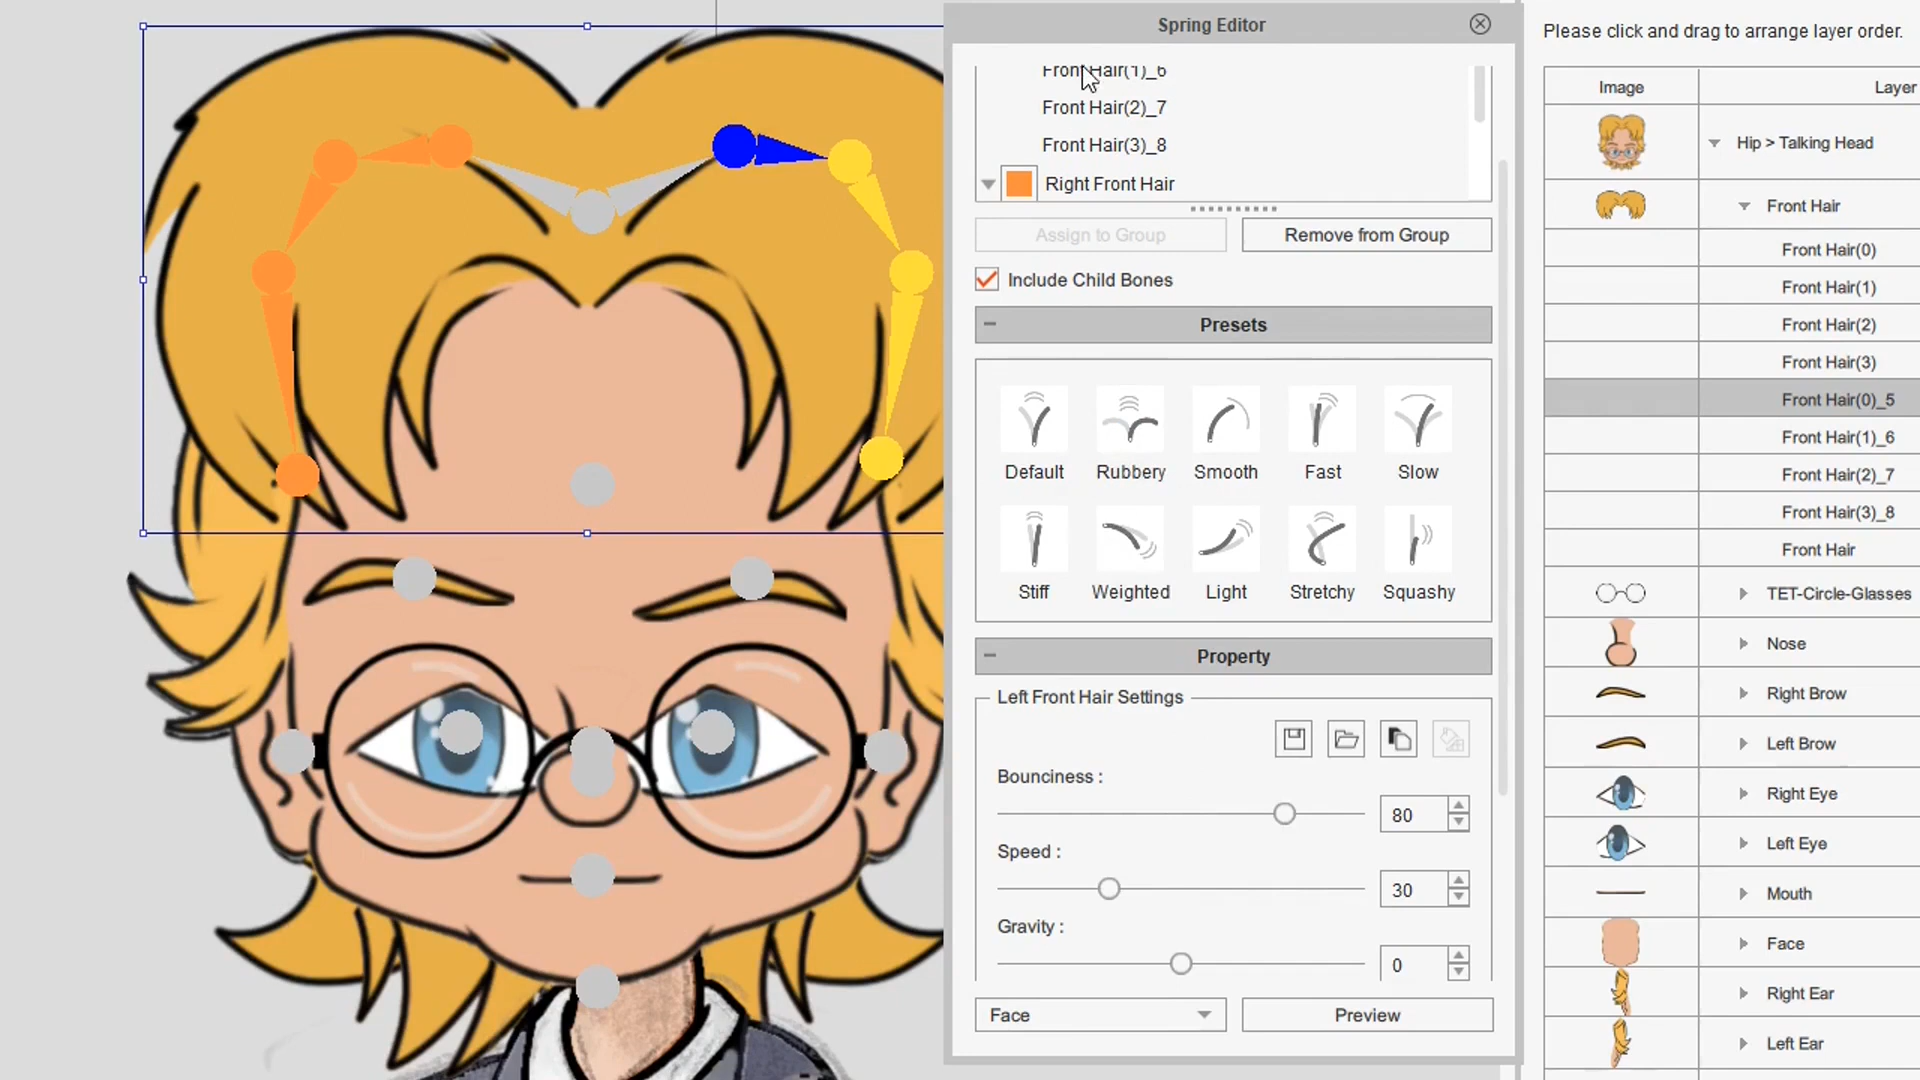 Spring Editor
Front Hair(1)_6
Front Hair(2)_7
Front Hair(3)_8
Right Front Hair
Assign to Group
Remove from Group
Include Child Bones
Presets
Default
Rubbery
Smooth
Fast
Slow
Stiff
Weighted
Light
Stretchy
Squashy
Property
Left Front Hair Settings
Bounciness :
80
Speed :
30
Gravity :
0
Face
Preview
Please click and drag to arrange layer order.
Image
Layer
Hip > Talking Head
Front Hair
Front Hair(0)
Front Hair(1)
Front Hair(2)
Front Hair(3)
Front Hair(0)_5
Front Hair(1)_6
Front Hair(2)_7
Front Hair(3)_8
Front Hair
TET-Circle-Glasses
Nose
Right Brow
Left Brow
Right Eye
Left Eye
Mouth
Face
Right Ear
Left Ear